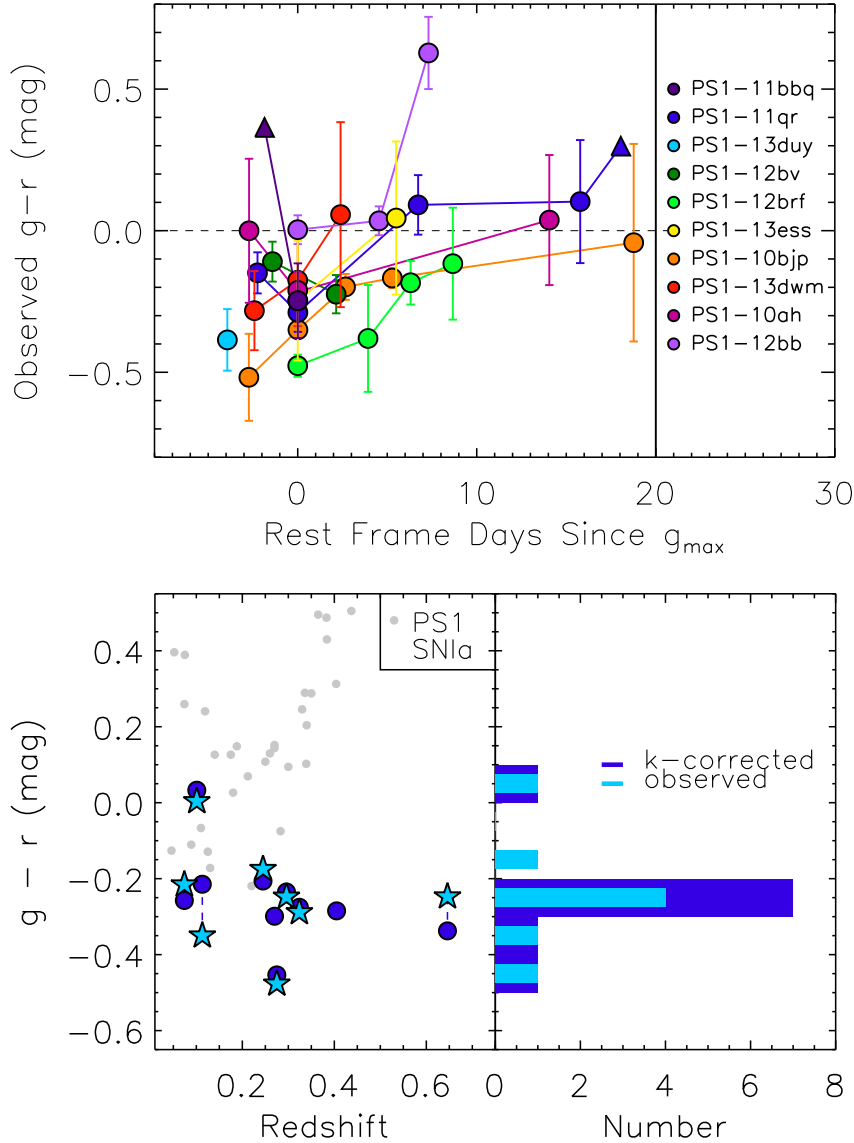 Observed g−r (mag)
0.5
0.0
−0.5
PS1−11bbq
PS1−11qr
PS1−13duy
PS1−12bv
PS1−12brf
PS1−13ess
PS1−10bjp
PS1−13dwm
PS1−10ah
PS1−12bb
0 10 20 30
Rest Frame Days Since gmax
g − r (mag)
0.4
0.2
0.0
−0.2
−0.4
−0.6
PS1
SNIa
k−corrected
observed
0.2 0.4 0.6 0 2 4 6 8
Redshift Number